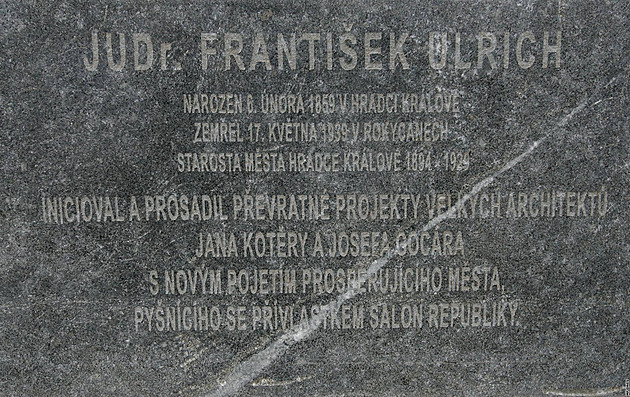 JUDr. FRANTIŠEK ULRICH
NAROZEN 6. ÚNORA 1859 V HRADCI KRÁLOVÉ
ZEMŘEL 17. KVĚTNA 1939 V ROKYCANECH
STAROSTA MĚSTA HRADCE KRÁLOVÉ 1894 - 1929
INICIOVAL A PROSADIL PŘEVRATNÉ PROJEKTY VELKÝCH ARCHITEKTŮ
JANA KOTĚRY A JOSEFA GOČÁRA
S NOVÝM POJETÍM PROSPERUJÍCÍHO MĚSTA,
PYŠNÍCÍHO SE PŘÍVLASTKEM SALON REPUBLIKY.